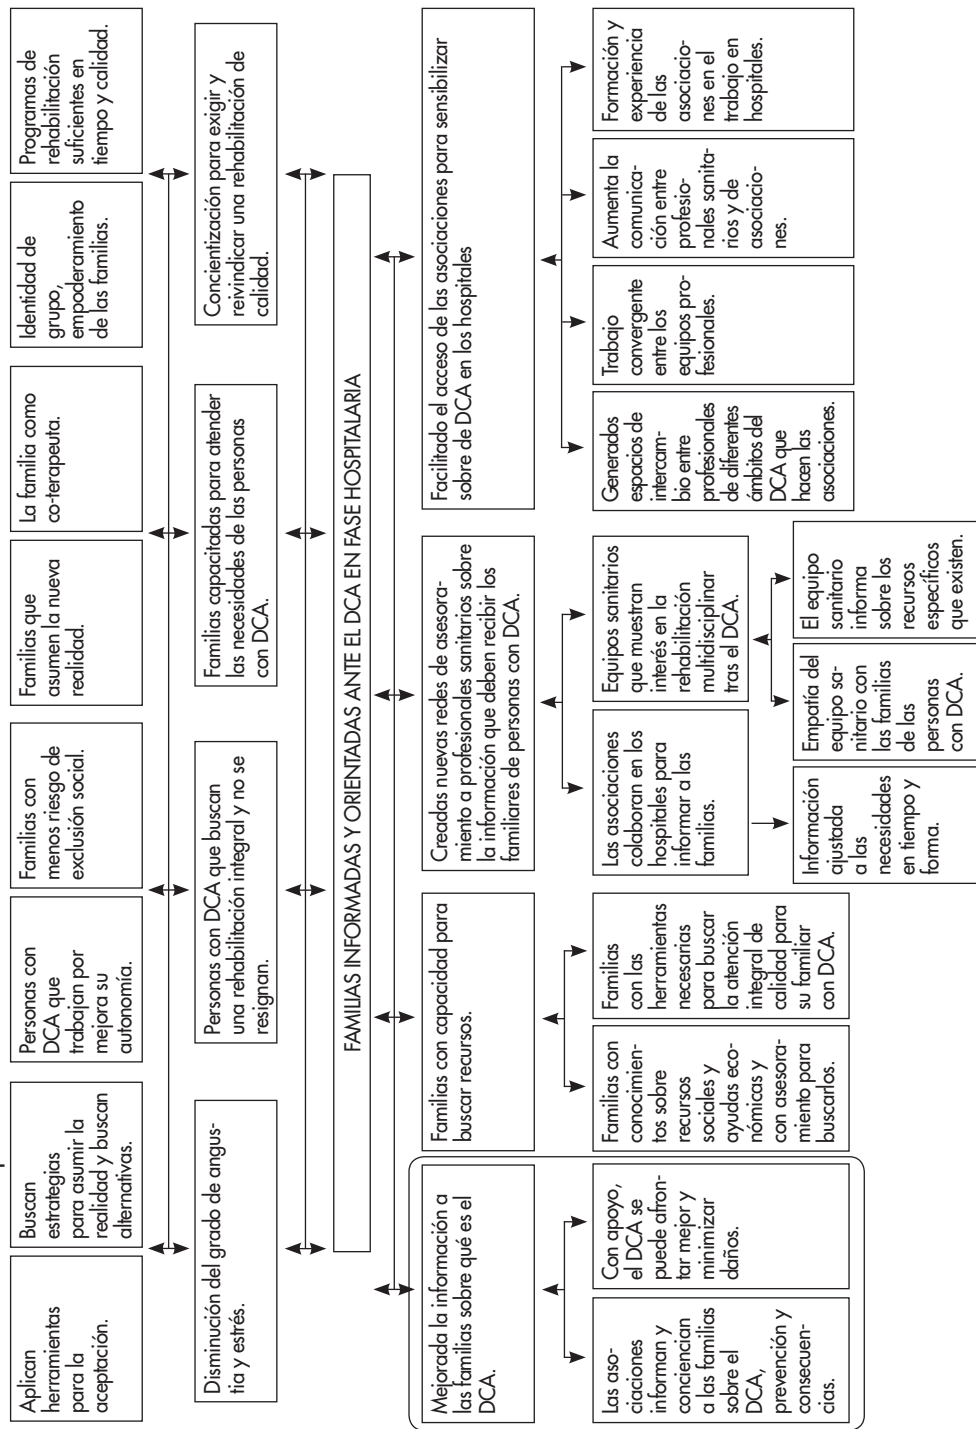 Aplican
herramientas
para la
aceptación.
Buscan
estrategias
para asumir la
realidad y buscan
alternativas.
Personas con
DCA que
trabajan por
mejora su
autonomía.
Familias con
menos riesgo de
exclusión social.
Familias que
asumen la nueva
realidad.
La familia como
co-terapeuta.
Identidad de
grupo,
empoderamiento
de las familias.
Programas de
rehabilitación
suficientes en
tiempo y calidad.
Disminución del grado de angus-
tia y estrés.
Personas con DCA que buscan
una rehabilitación integral y no se
resignan.
Familias capacitadas para atender
las necesidades de las personas
con DCA.
Concientización para exigir y
reivindicar una rehabilitación de
calidad.
FAMILIAS INFORMADAS Y ORIENTADAS ANTE EL DCA EN FASE HOSPITALARIA
Mejorada la información a
las familias sobre qué es el
DCA.
Familias con capacidad para
buscar recursos.
Creadas nuevas redes de asesora-
miento a profesionales sanitarios sobre
la información que deben recibir los
familiares de personas con DCA.
Facilitado el acceso de las asociaciones para sensibilizar
sobre de DCA en los hospitales
Las aso-
ciaciones
informan y
conciencian
a las familias
sobre el
DCA,
prevención y
consecuen-
cias.
Con apoyo,
el DCA se
puede afron-
tar mejor y
minimizar
daños.
Familias con
conocimien-
tos sobre
recursos
sociales y
ayudas eco-
nómicas y
con asesora-
miento para
buscarlos.
Familias
con las
herramientas
necesarias
para buscar
la atención
integral de
calidad para
su familiar
con DCA.
Las asociaciones
colaboran en los
hospitales para
informar a las
familias.
Equipos sanitarios
que muestran
interés en la
rehabilitación
multidisciplinar
tras el DCA.
Generados
espacios de
intercam-
bio entre
profesionales
de diferentes
ámbitos del
DCA que
hacen las
asociaciones.
Trabajo
convergente
entre los
equipos pro-
fesionales.
Aumenta la
comunica-
ción entre
profesio-
nales sanita-
rios y de
asociacio-
nes.
Formación y
experiencia
de las
asociacio-
nes en el
trabajo en
hospitales.
Información
ajustada
a las
necesidades
en tiempo y
forma.
Empatía del
equipo sa-
nitario con
las familias
de las
personas
con DCA.
El equipo
sanitario
informa
sobre los
recursos
específicos
que existen.